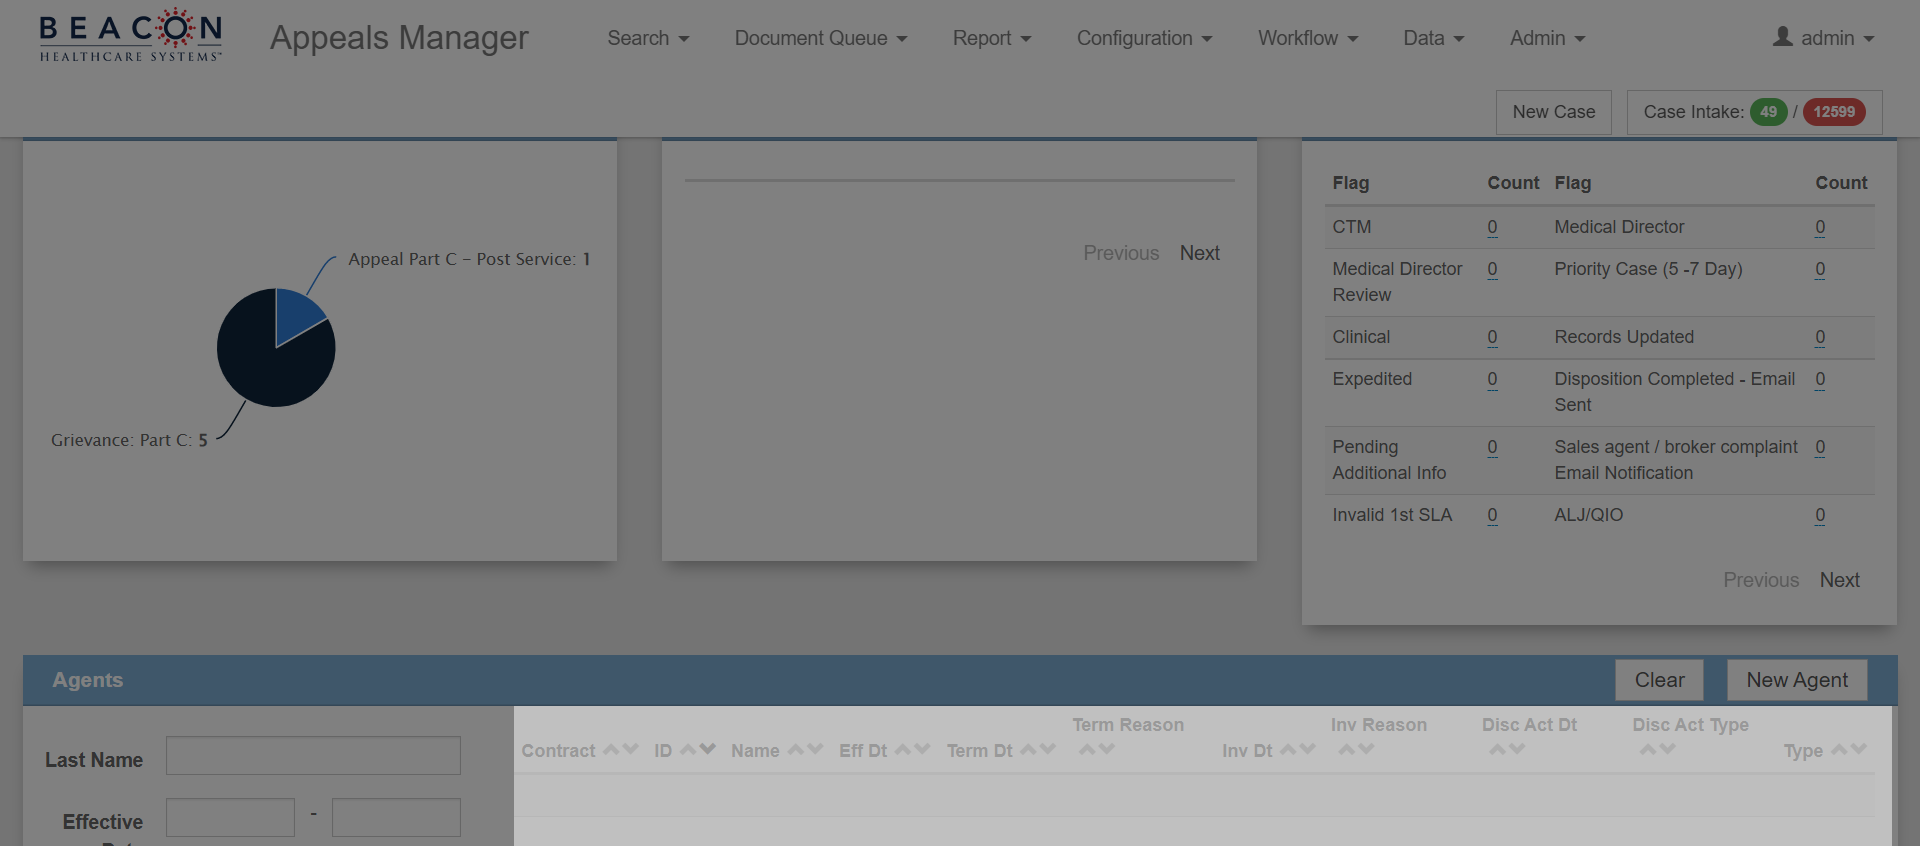 BEACON
HEALTHCARE SYSTEMS™
Appeals Manager
Search
Document Queue
Report
Configuration
Workflow
Data
Admin
admin
New Case
Case Intake: 49 / 12599
Appeal Part C - Post Service: 1
Grievance: Part C: 5
Previous Next
Flag Count Flag Count
CTM 0 Medical Director 0
Medical Director 0 Priority Case (5 -7 Day) 0
Review
Clinical 0 Records Updated 0
Expedited 0 Disposition Completed - Email 0
Sent
Pending 0 Sales agent / broker complaint 0
Additional Info Email Notification
Invalid 1st SLA 0 ALJ/QIO 0
Previous Next
Agents
Clear
New Agent
Last Name
Effective
-
Contract ID Name Eff Dt Term Dt Term Reason Inv Dt Inv Reason Disc Act Dt Disc Act Type Type